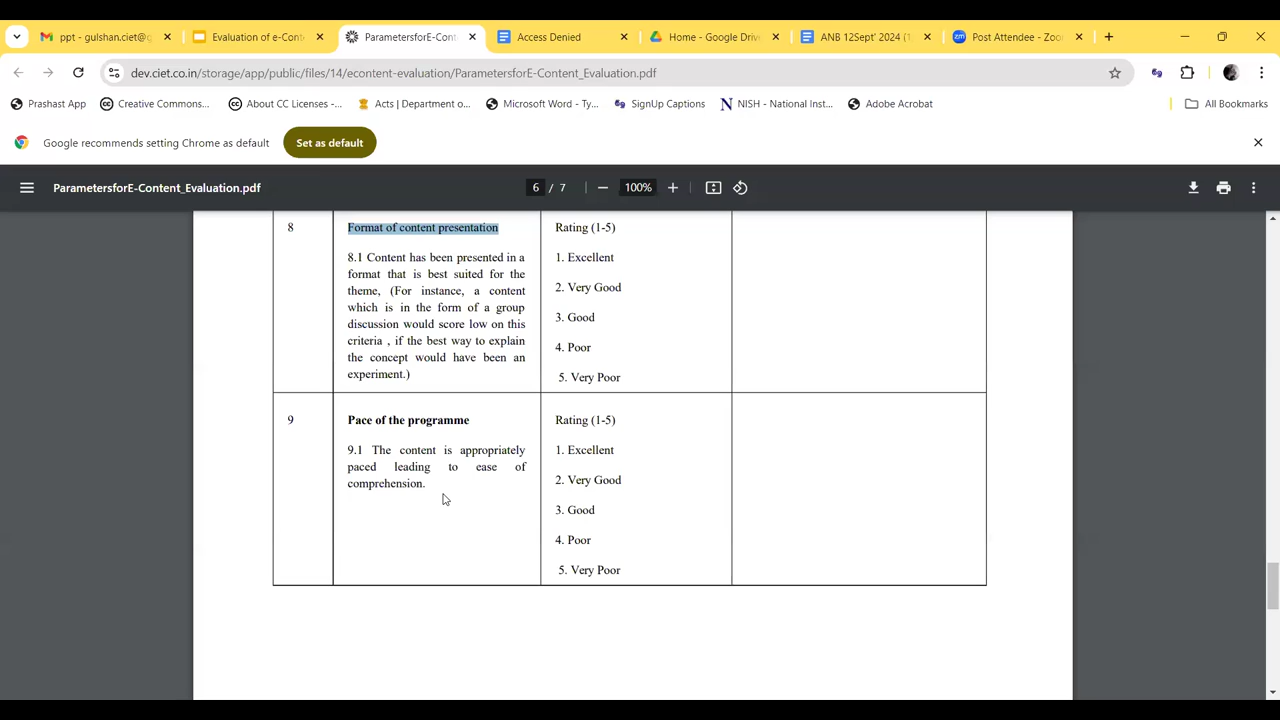 ppt - gulshan.ciet@g
Evaluation of e-Cont
ParametersforE-Cont
Access Denied
Home - Google Driv
ANB 12Sept' 2024 (1
Post Attendee - Zoo
dev.ciet.co.in/storage/app/public/files/14/econtent-evaluation/ParametersforE-Content_Evaluation.pdf
Prashast App
Creative Commons...
About CC Licenses -...
Acts | Department o...
Microsoft Word - Ty...
SignUp Captions
NISH - National Inst...
Adobe Acrobat
All Bookmarks
Google recommends setting Chrome as default
Set as default
ParametersforE-Content_Evaluation.pdf
6 / 7
100%
8
Format of content presentation
8.1 Content has been presented in a
format that is best suited for the
theme, (For instance, a content
which is in the form of a group
discussion would score low on this
criteria , if the best way to explain
the concept would have been an
experiment.)
Rating (1-5)
1. Excellent
2. Very Good
3. Good
4. Poor
5. Very Poor
9
Pace of the programme
9.1 The content is appropriately
paced leading to ease of
comprehension.
Rating (1-5)
1. Excellent
2. Very Good
3. Good
4. Poor
5. Very Poor